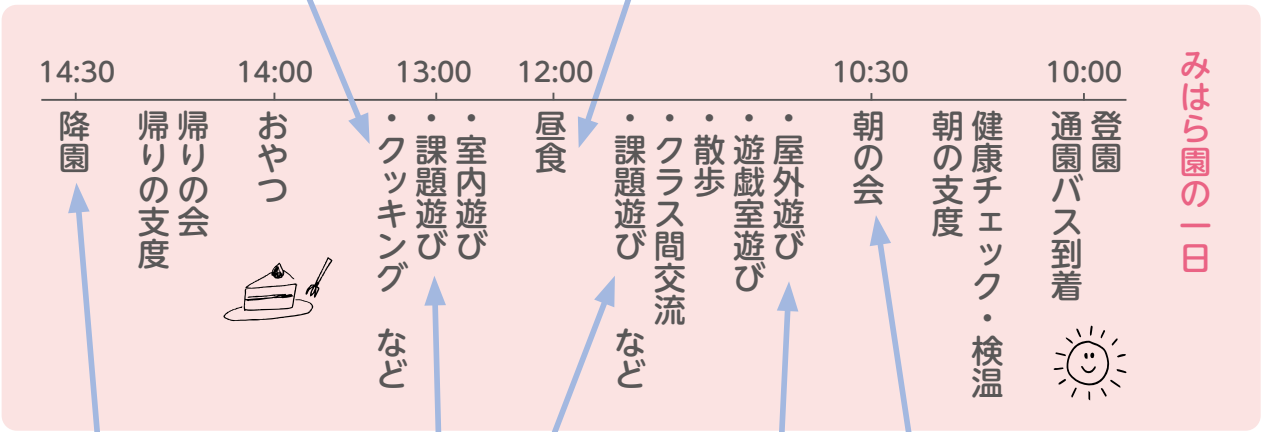 みはら園の一日
10:00
登園
通園バス到着
健康チェック・検温
朝の支度
10:30
朝の会
・屋外遊び
・遊戯室遊び
・散歩
・クラス間交流
・課題遊び　など
12:00
昼食
13:00
・室内遊び
・課題遊び
・クッキング　など
14:00
おやつ
帰りの会
帰りの支度
14:30
降園